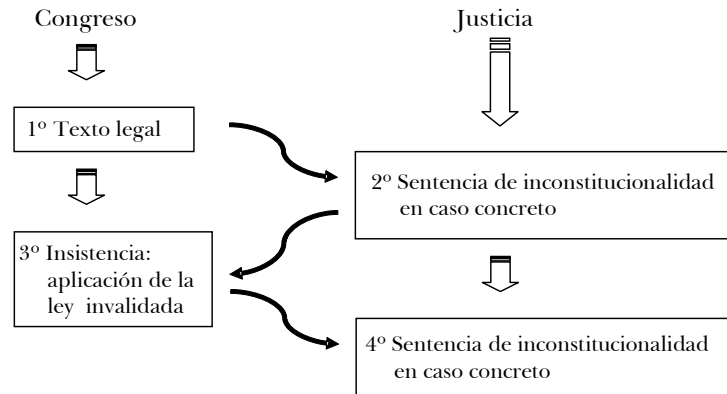 Congreso
Justicia
1º Texto legal
2º Sentencia de inconstitucionalidad
en caso concreto
3º Insistencia:
aplicación de la
ley invalidada
4º Sentencia de inconstitucionalidad
en caso concreto